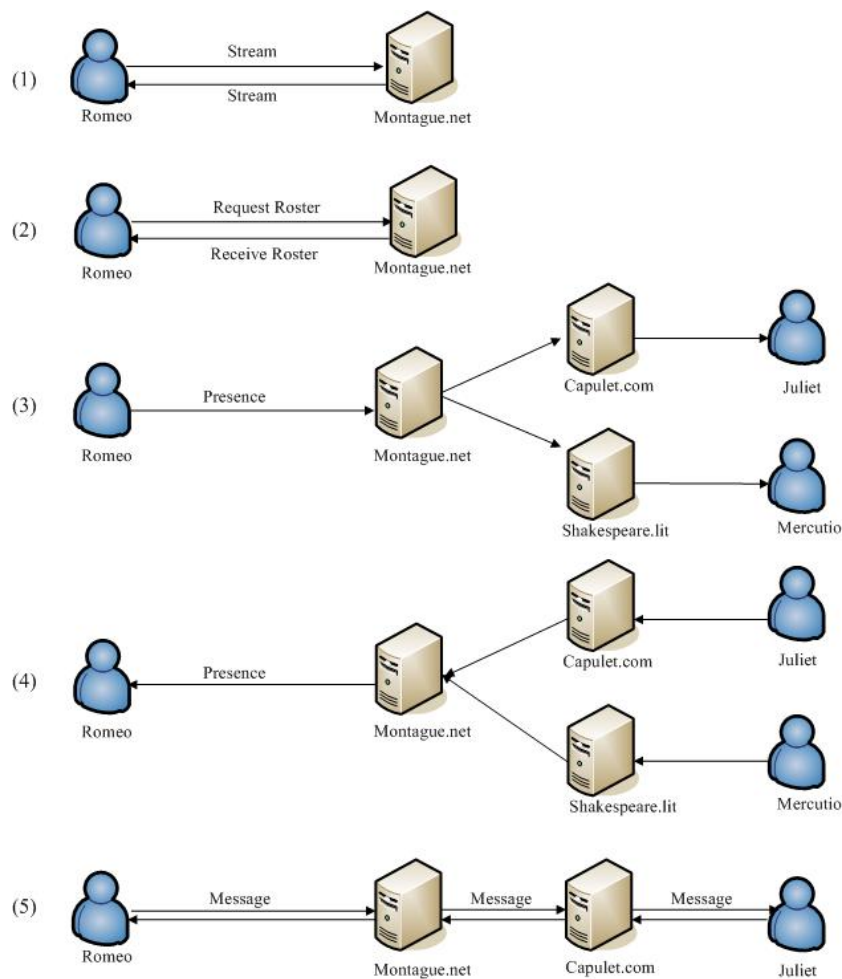 Stream
(1)
Stream
Romeo
Montague.net
Request Roster
(2)
Receive Roster
Romeo
Montague.net
Capulet.com
Juliet
(3)
Presence
Romeo
Montague.net
Shakespeare.lit
Mercutio
Capulet.com
Juliet
(4)
Presence
Romeo
Montague.net
Shakespeare.lit
Mercutio
(5)
Message
Message
Message
Romeo
Montague.net
Capulet.com
Juliet